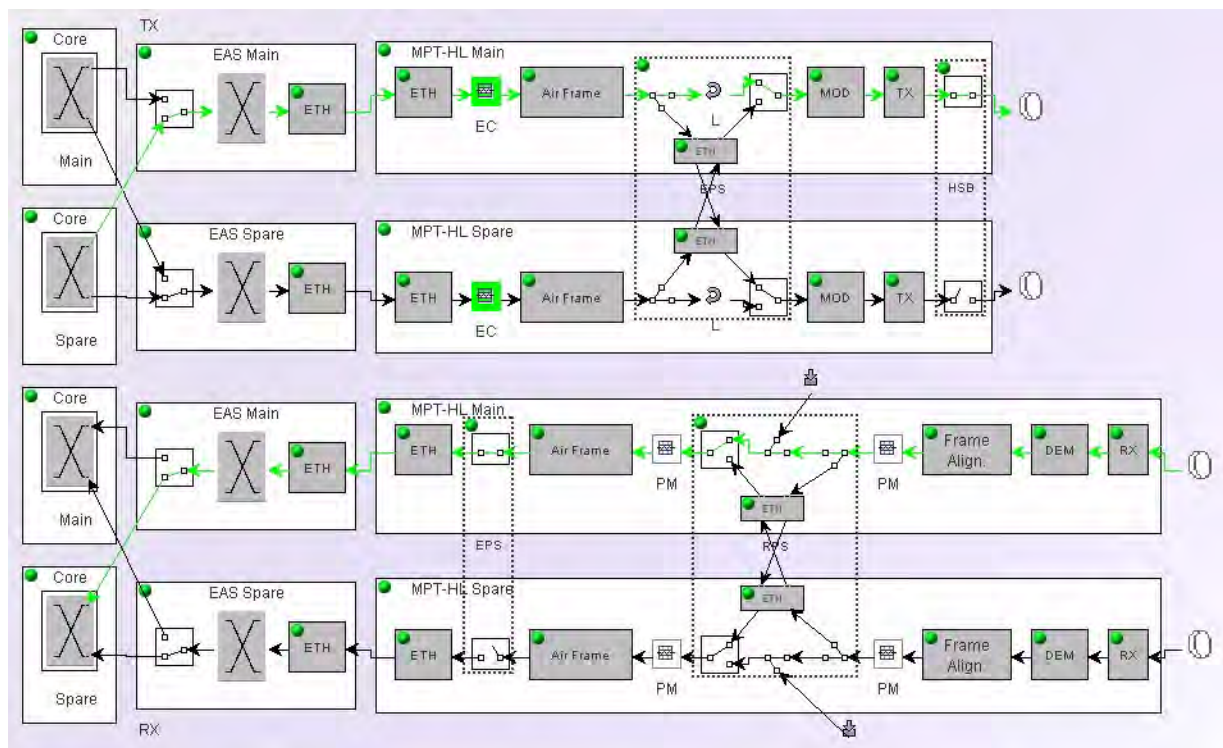 TX
Core
EAS Main
MPT-HL Main
ETH
ETH
Air Frame
MOD
TX
EC
L
Main
ETH
EPS
HSB
Core
EAS Spare
MPT-HL Spare
ETH
ETH
ETH
Air Frame
MOD
TX
EC
L
Spare
Core
EAS Main
MPT-HL Main
ETH
ETH
Air Frame
Frame
Align.
DEM
RX
PM
PM
ETH
Main
EPS
RPS
Core
EAS Spare
MPT-HL Spare
ETH
ETH
ETH
Air Frame
Frame
Align.
DEM
RX
PM
PM
Spare
RX